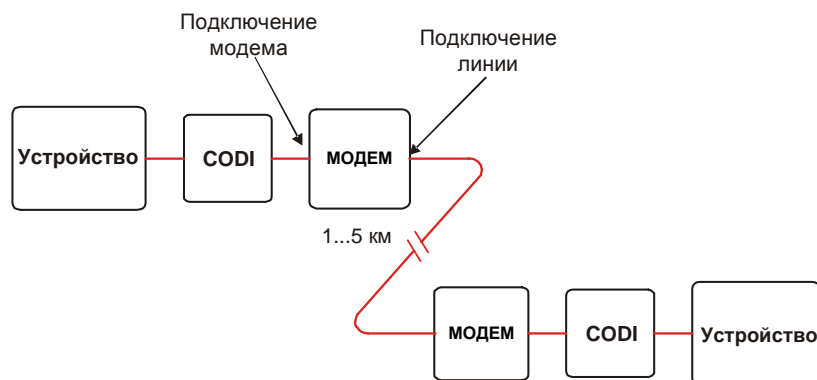 Подключение
модема
Подключение
линии
Устройство
CODI
МОДЕМ
1...5 км
МОДЕМ
CODI
Устройство